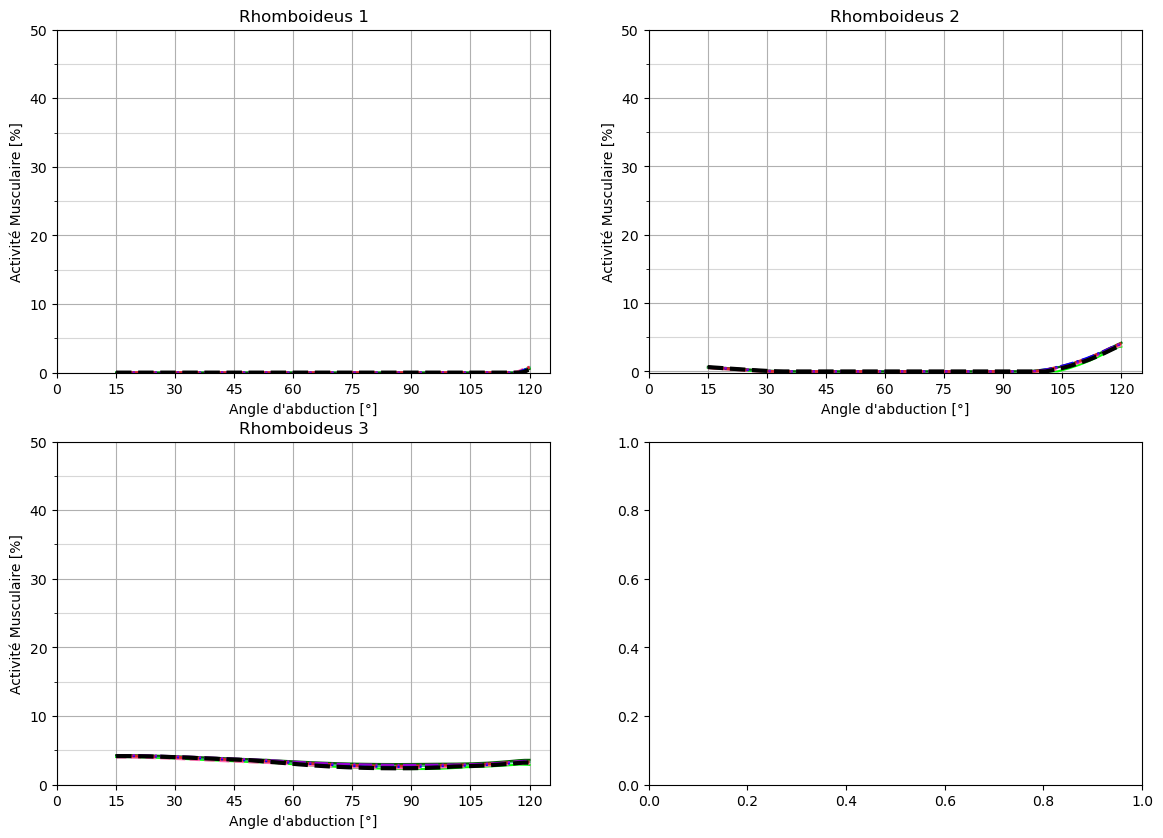 Rhomboideus 1
50
40
30
20
10
0
Activité Musculaire [%]
0 15 30 45 60 75 90 105 120
Angle d'abduction [°]
Rhomboideus 2
50
40
30
20
10
0
Activité Musculaire [%]
0 15 30 45 60 75 90 105 120
Angle d'abduction [°]
Rhomboideus 3
50
40
30
20
10
0
Activité Musculaire [%]
0 15 30 45 60 75 90 105 120
Angle d'abduction [°]
1.0
0.8
0.6
0.4
0.2
0.0
0.0 0.2 0.4 0.6 0.8 1.0